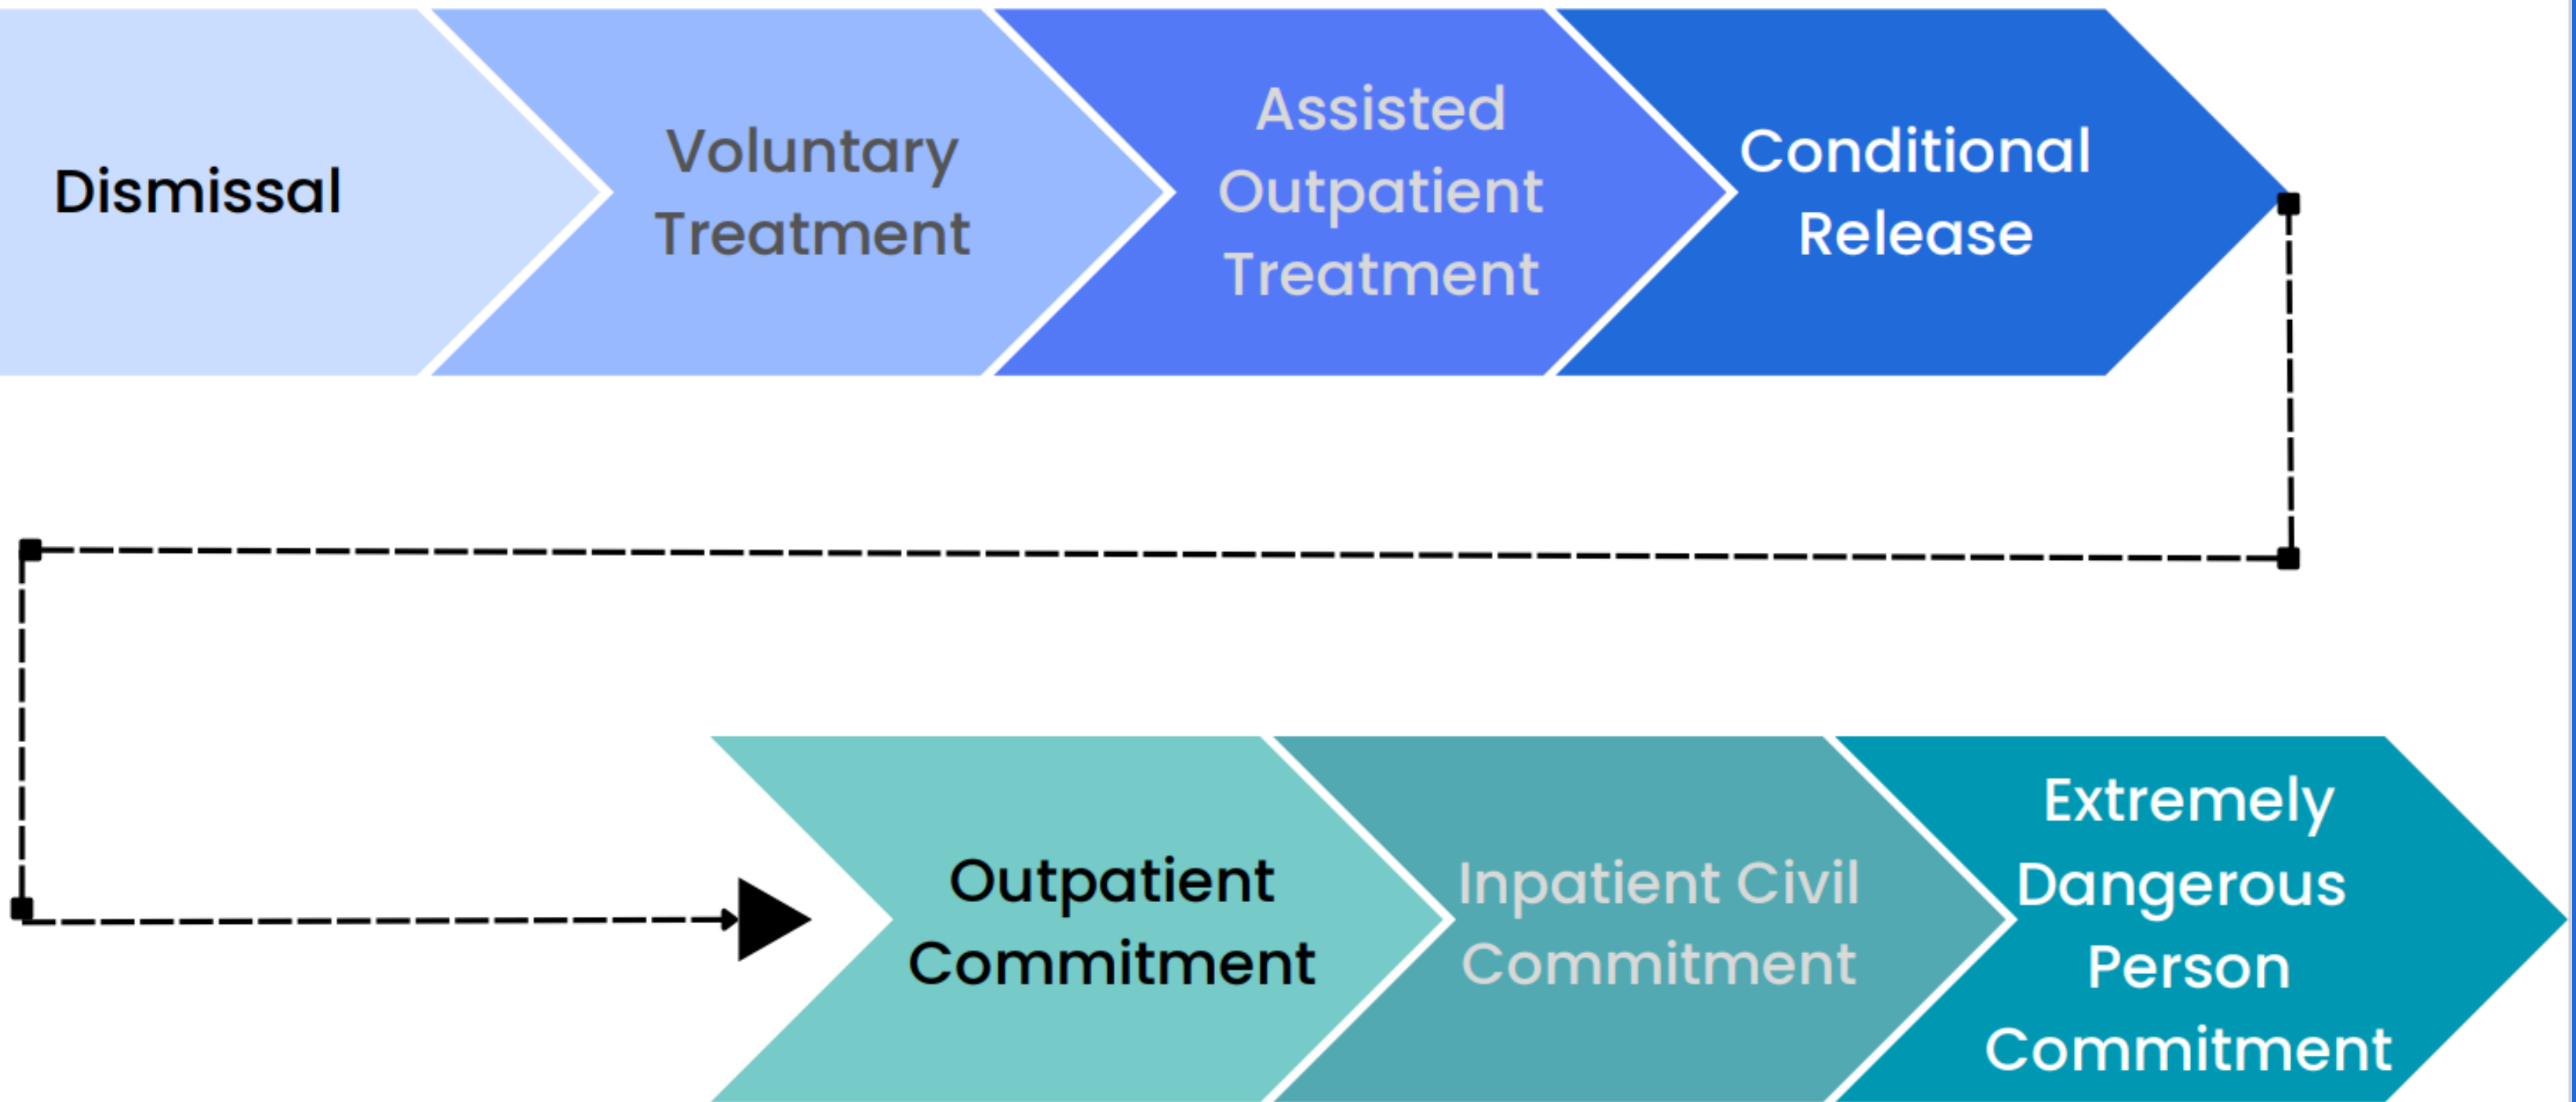 Dismissal
Voluntary
Treatment
Assisted
Outpatient
Treatment
Conditional
Release
Outpatient
Commitment
Inpatient Civil
Commitment
Extremely
Dangerous
Person
Commitment